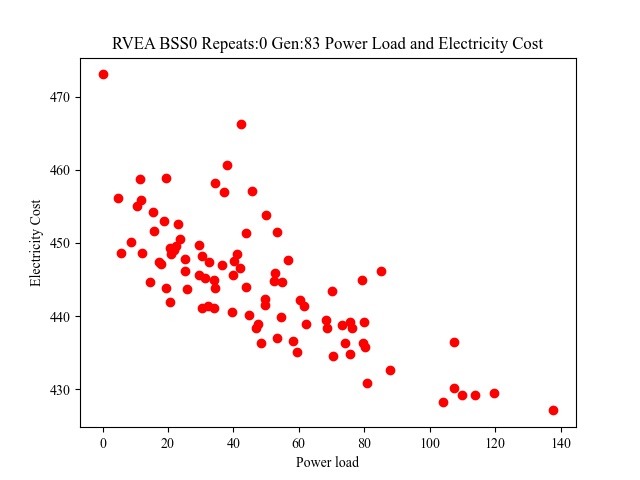 RVEA BSS0 Repeats:0 Gen:83 Power Load and Electricity Cost
Electricity Cost
470
460
450
440
430
0 20 40 60 80 100 120 140
Power load